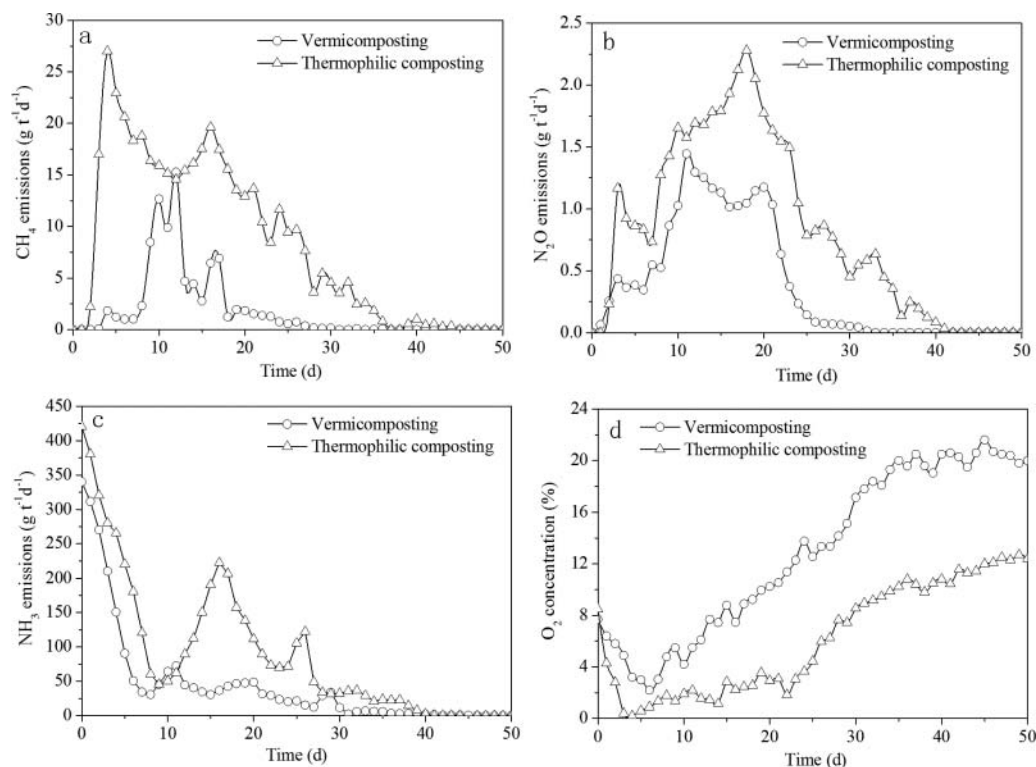 a
Vermicomposting
Thermophilic composting
CH₄ emissions (g t⁻¹d⁻¹)
30
25
20
15
10
5
0
0 10 20 30 40 50
Time (d)
b
Vermicomposting
Thermophilic composting
N₂O emissions (g t⁻¹d⁻¹)
2.5
2.0
1.5
1.0
0.5
0.0
0 10 20 30 40 50
Time (d)
c
Vermicomposting
Thermophilic composting
NH₃ emissions (g t⁻¹d⁻¹)
450
400
350
300
250
200
150
100
50
0
0 10 20 30 40 50
Time (d)
d
Vermicomposting
Thermophilic composting
O₂ concentration (%)
24
20
16
12
8
4
0
0 10 20 30 40 50
Time (d)